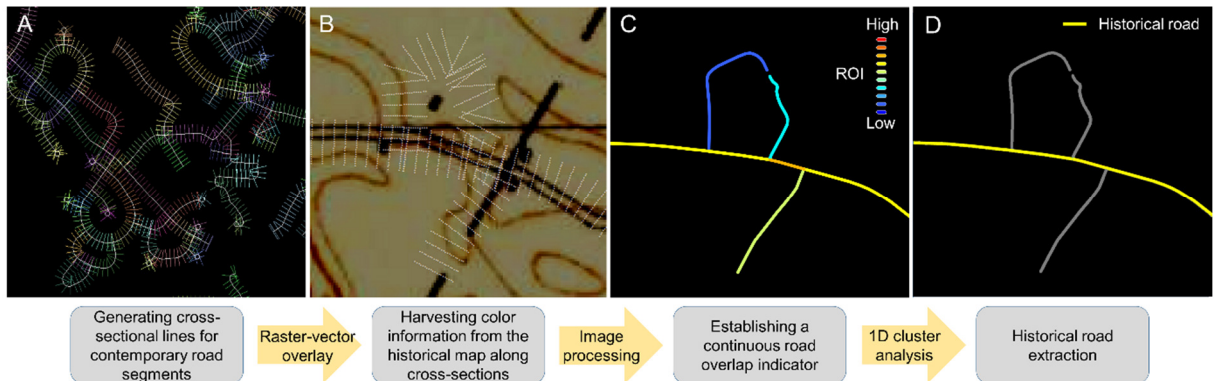 A
B
C
D
High
ROI
Low
Historical road
Generating cross-
sectional lines for
contemporary road
segments
Raster-vector
overlay
Harvesting color
information from the
historical map along
cross-sections
Image
processing
Establishing a
continuous road
overlap indicator
1D cluster
analysis
Historical road
extraction